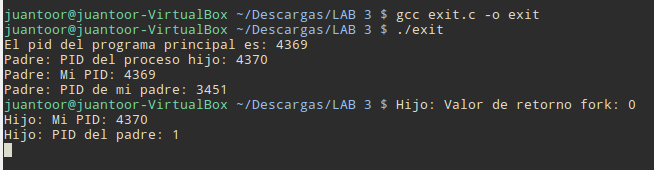 juantoor@juantoor-VirtualBox ~/Descargas/LAB 3 $ gcc exit.c -o exit
juantoor@juantoor-VirtualBox ~/Descargas/LAB 3 $ ./exit
El pid del programa principal es: 4369
Padre: PID del proceso hijo: 4370
Padre: Mi PID: 4369
Padre: PID de mi padre: 3451
juantoor@juantoor-VirtualBox ~/Descargas/LAB 3 $ Hijo: Valor de retorno fork: 0
Hijo: Mi PID: 4370
Hijo: PID del padre: 1